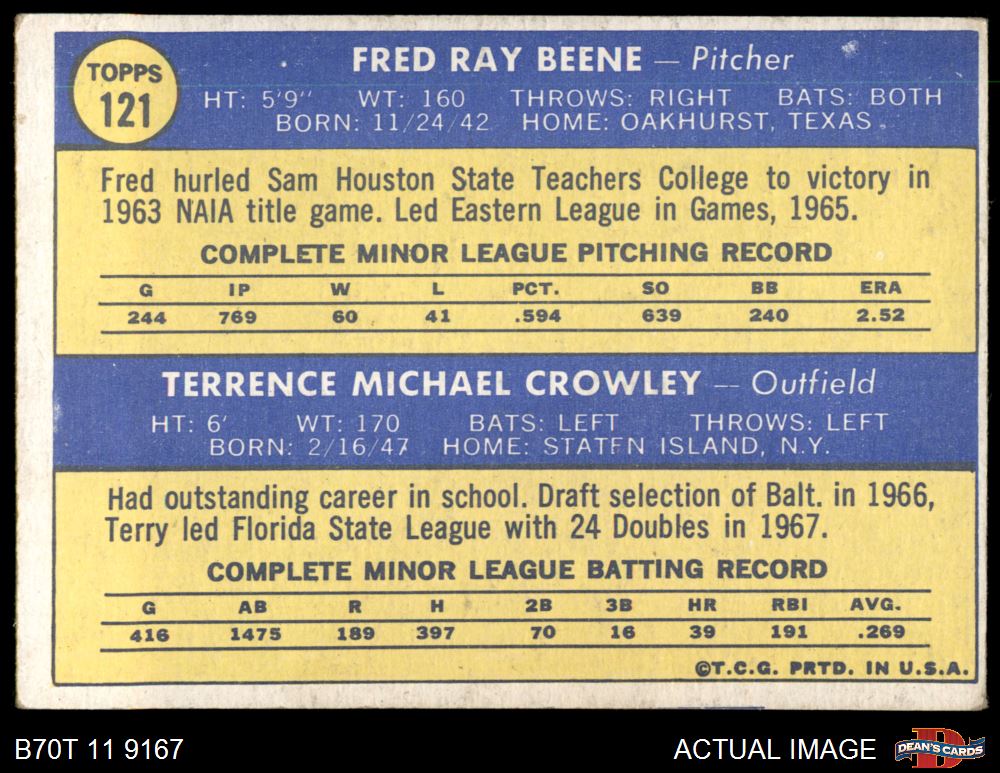 TOPPS
121
FRED RAY BEENE — Pitcher
HT: 5'9" WT: 160 THROWS: RIGHT BATS: BOTH
BORN: 11/24/42 HOME: OAKHURST, TEXAS
Fred hurled Sam Houston State Teachers College to victory in
1963 NAIA title game. Led Eastern League in Games, 1965.
COMPLETE MINOR LEAGUE PITCHING RECORD
G IP W L PCT. SO BB ERA
244 769 60 41 .594 639 240 2.52
TERRENCE MICHAEL CROWLEY — Outfield
HT: 6' WT: 170 BATS: LEFT THROWS: LEFT
BORN: 2/16/47 HOME: STATEN ISLAND, N.Y.
Had outstanding career in school. Draft selection of Balt. in 1966,
Terry led Florida State League with 24 Doubles in 1967.
COMPLETE MINOR LEAGUE BATTING RECORD
G AB R H 2B 3B HR RBI AVG.
416 1475 189 397 70 16 39 191 .269
©T.C.G. PRTD. IN U.S.A.
B70T 11 9167 ACTUAL IMAGE DEAN'S CARDS